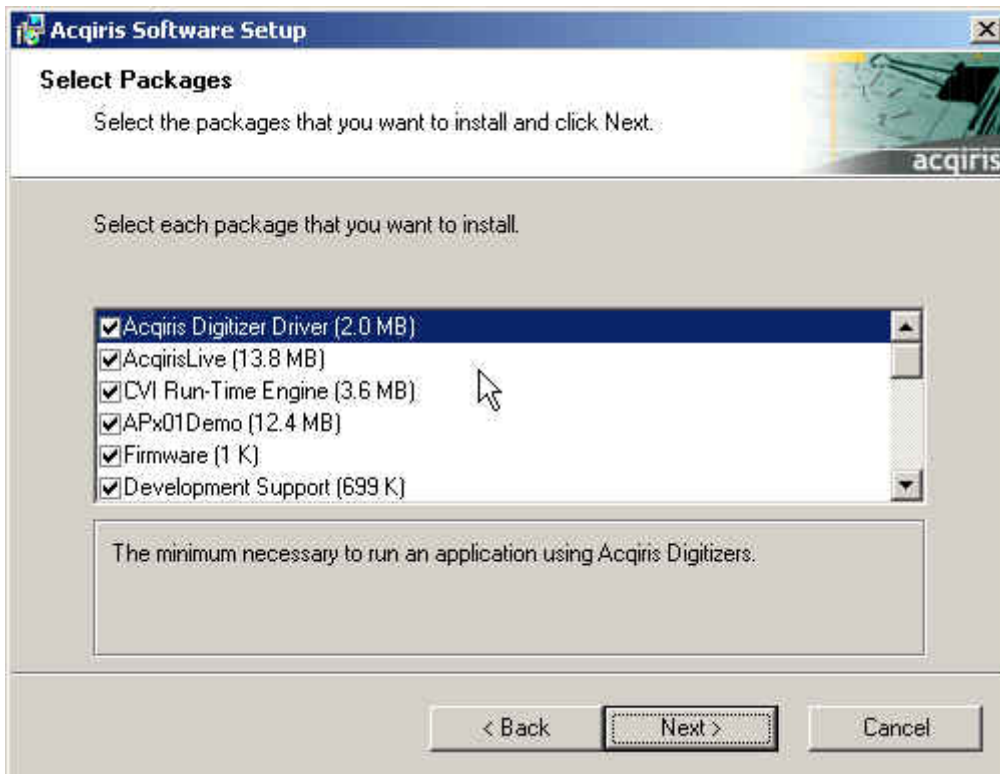 Acqiris Software Setup
Select Packages
Select the packages that you want to install and click Next.
acqiris
Select each package that you want to install.
Acqiris Digitizer Driver (2.0 MB)
AcqirisLive (13.8 MB)
CVI Run-Time Engine (3.6 MB)
APx01Demo (12.4 MB)
Firmware (1 K)
Development Support (699 K)
The minimum necessary to run an application using Acqiris Digitizers.
< Back
Next >
Cancel